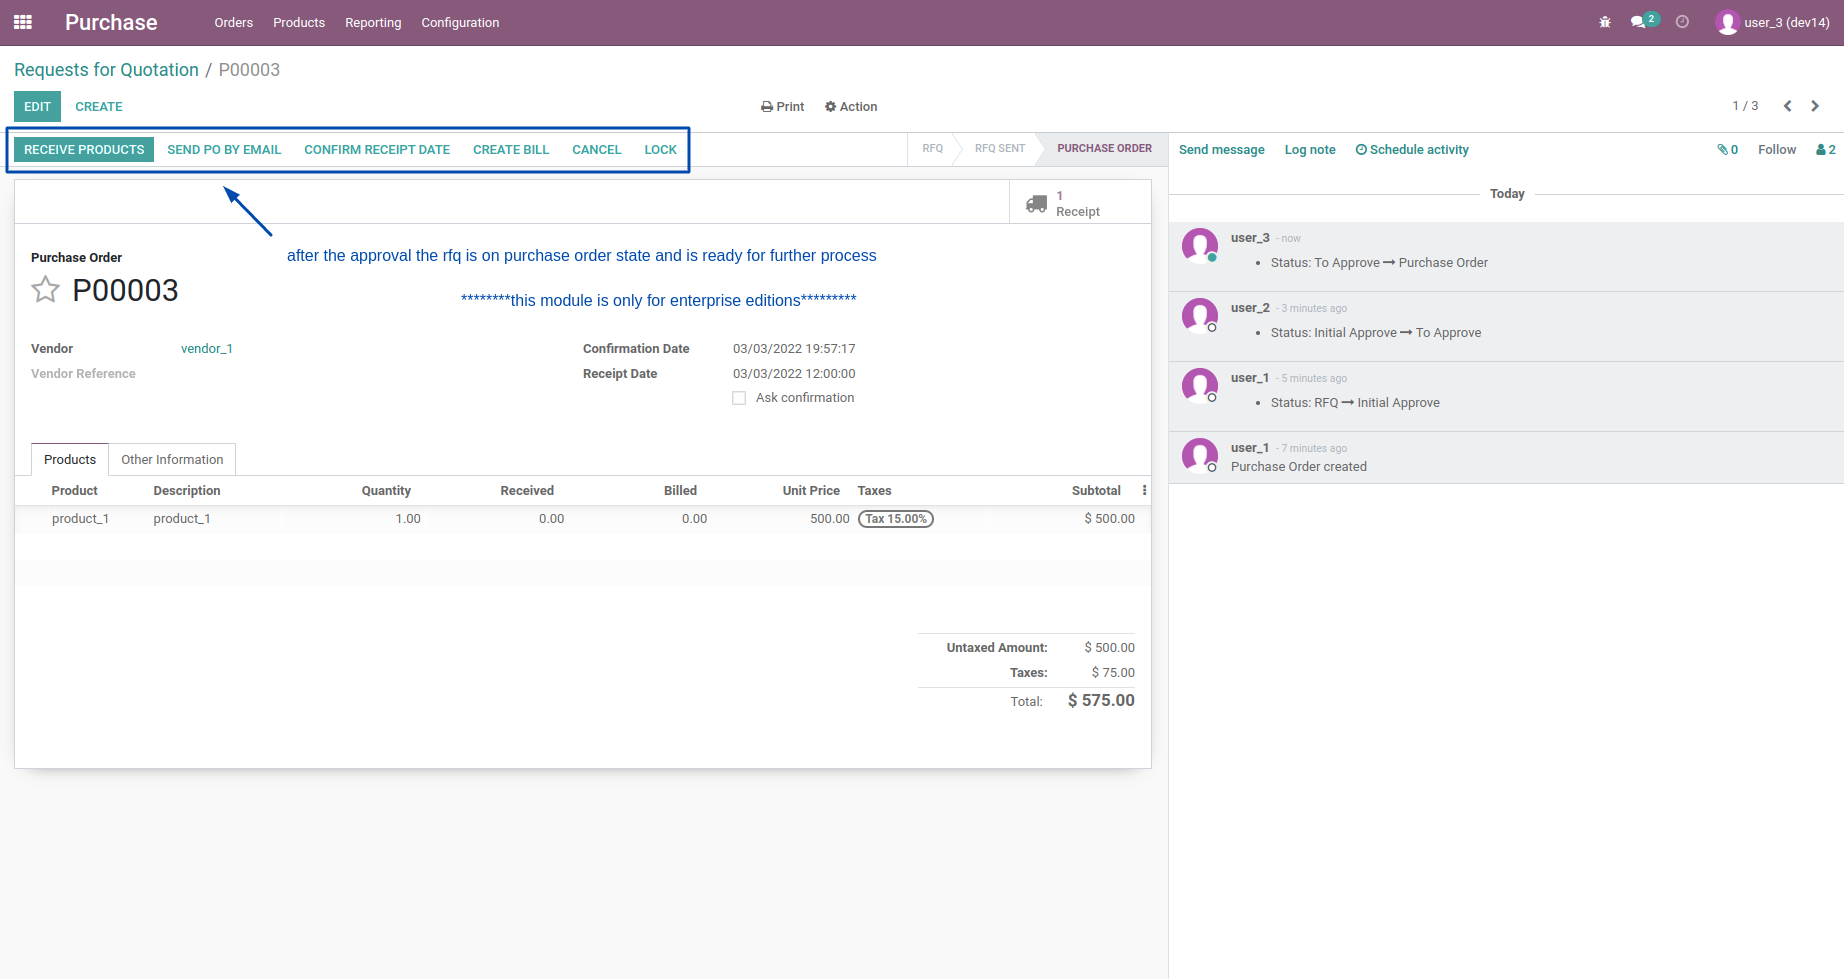 Purchase Orders Products Reporting Configuration 2 user_3 (dev14)
Requests for Quotation / P00003
EDIT CREATE Print Action 1 / 3
RECEIVE PRODUCTS SEND PO BY EMAIL CONFIRM RECEIPT DATE CREATE BILL CANCEL LOCK RFQ RFQ SENT PURCHASE ORDER
1
Receipt
Purchase Order
after the approval the rfq is on purchase order state and is ready for further process
P00003
********this module is only for enterprise editions*********
Vendor vendor_1 Confirmation Date 03/03/2022 19:57:17
Vendor Reference Receipt Date 03/03/2022 12:00:00
Ask confirmation
Products Other Information
Product Description Quantity Received Billed Unit Price Taxes Subtotal
product_1 product_1 1.00 0.00 0.00 500.00 Tax 15.00% $ 500.00
Untaxed Amount: $ 500.00
Taxes: $ 75.00
Total: $ 575.00
Send message Log note Schedule activity 0 Follow 2
Today
user_3 - now
• Status: To Approve → Purchase Order
user_2 - 3 minutes ago
• Status: Initial Approve → To Approve
user_1 - 5 minutes ago
• Status: RFQ → Initial Approve
user_1 - 7 minutes ago
Purchase Order created